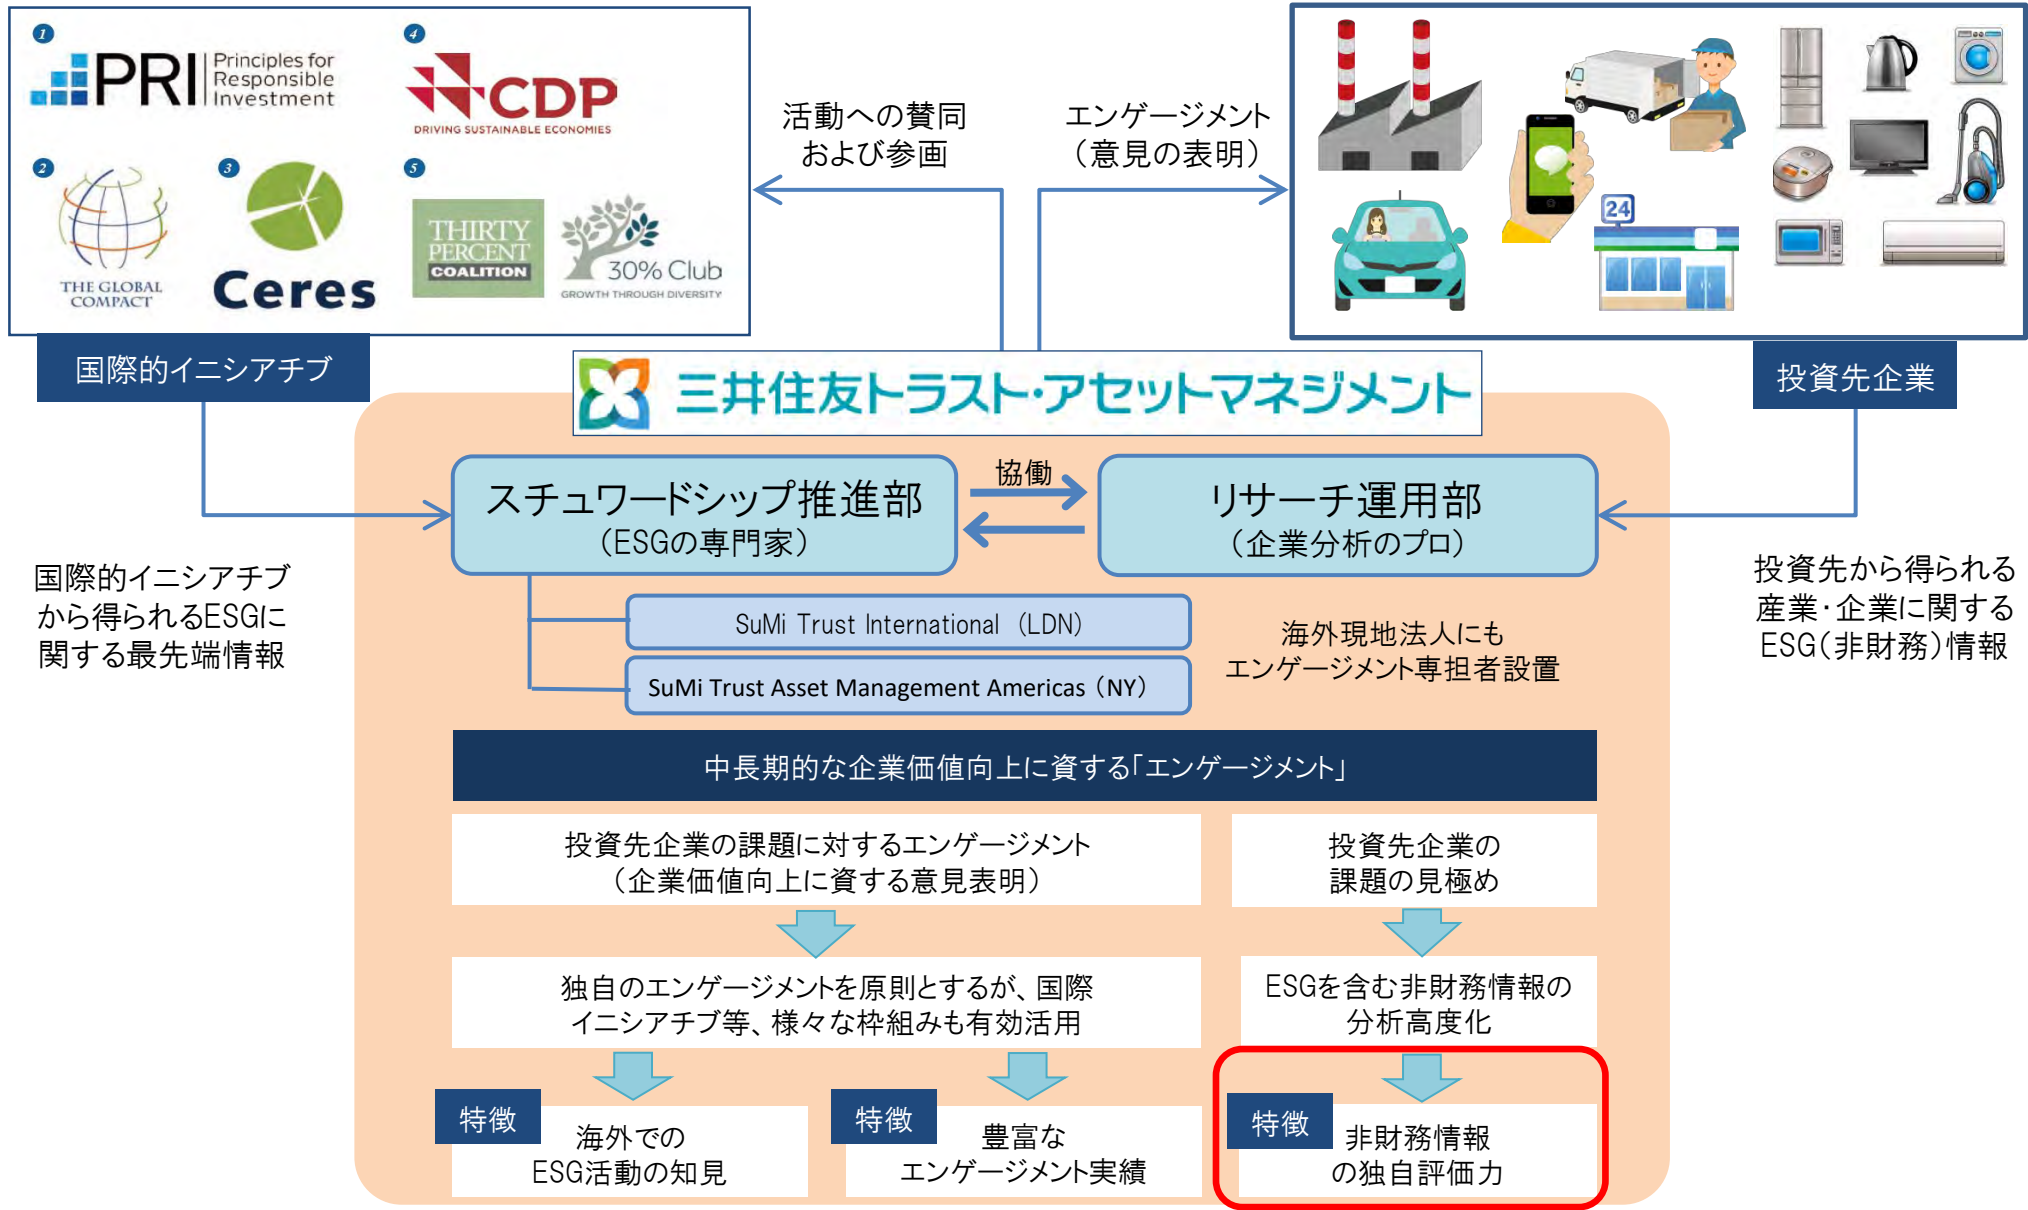 1
PRI
Principles for
Responsible
Investment
4
CDP
DRIVING SUSTAINABLE ECONOMIES
2
THE GLOBAL
COMPACT
3
Ceres
5
THIRTY
PERCENT
COALITION
30% Club
GROWTH THROUGH DIVERSITY
国際的イニシアチブ
活動への賛同
および参画
エンゲージメント
（意見の表明）
24
投資先企業
三井住友トラスト・アセットマネジメント
スチュワードシップ推進部
（ESGの専門家）
協働
リサーチ運用部
（企業分析のプロ）
国際的イニシアチブ
から得られるESGに
関する最先端情報
SuMi Trust International （LDN）
SuMi Trust Asset Management Americas （NY）
海外現地法人にも
エンゲージメント専担者設置
投資先から得られる
産業・企業に関する
ESG（非財務）情報
中長期的な企業価値向上に資する「エンゲージメント」
投資先企業の課題に対するエンゲージメント
（企業価値向上に資する意見表明）
投資先企業の
課題の見極め
独自のエンゲージメントを原則とするが、国際
イニシアチブ等、様々な枠組みも有効活用
ESGを含む非財務情報の
分析高度化
特徴
海外での
ESG活動の知見
特徴
豊富な
エンゲージメント実績
特徴
非財務情報
の独自評価力